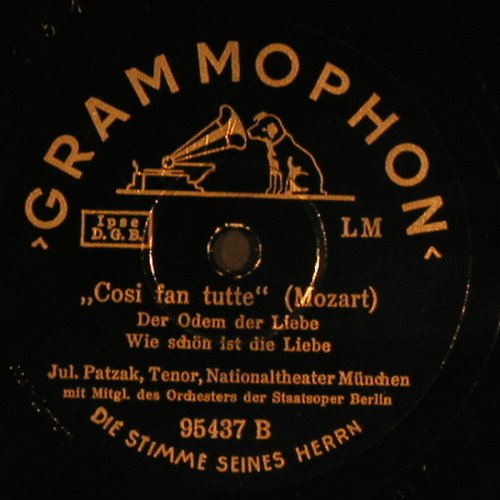 ›GRAMMOPHON‹
Ipse
D.G.B.
LM
„Cosi fan tutte“ (Mozart)
Der Odem der Liebe
Wie schön ist die Liebe
Jul. Patzak, Tenor, Nationaltheater München
mit Mitgl. des Orchesters der Staatsoper Berlin
95437 B
DIE STIMME SEINES HERRN